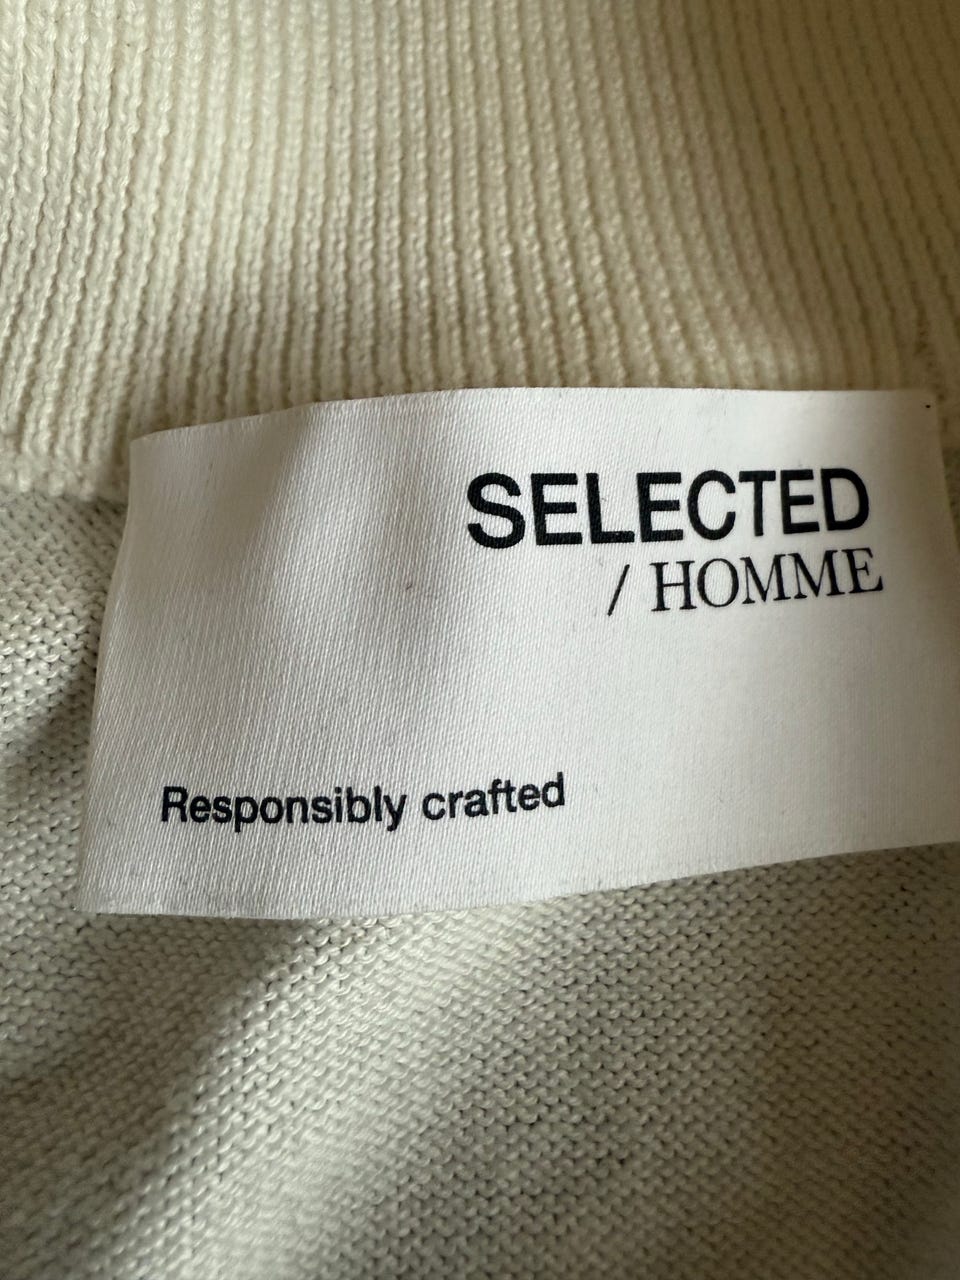 SELECTED
/ HOMME
Responsibly crafted